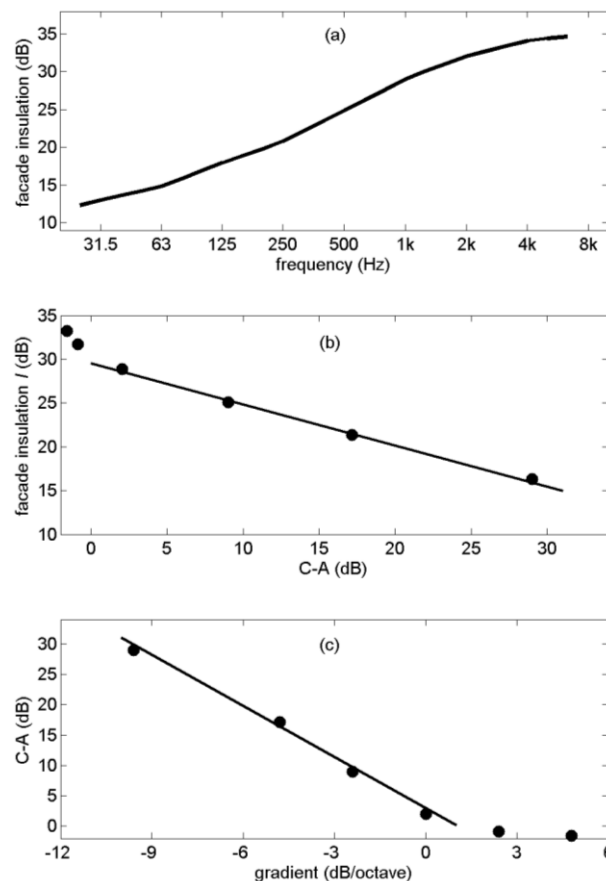 (a)
facade insulation (dB)
35
30
25
20
15
10
31.5 63 125 250 500 1k 2k 4k 8k
frequency (Hz)
(b)
facade insulation I (dB)
35
30
25
20
15
10
0 5 10 15 20 25 30
C-A (dB)
(c)
C-A (dB)
30
25
20
15
10
5
0
-12 -9 -6 -3 0 3 6
gradient (dB/octave)